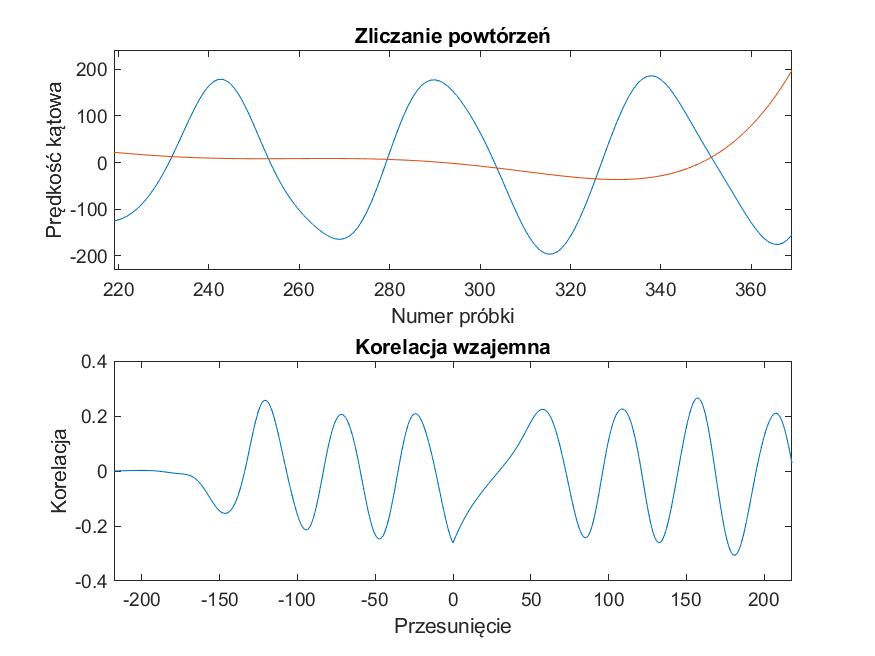 Zliczanie powtórzeń
Prędkość kątowa
200
100
0
-100
-200
220 240 260 280 300 320 340 360
Numer próbki
Korelacja wzajemna
Korelacja
0.4
0.2
0
-0.2
-0.4
-200 -150 -100 -50 0 50 100 150 200
Przesunięcie